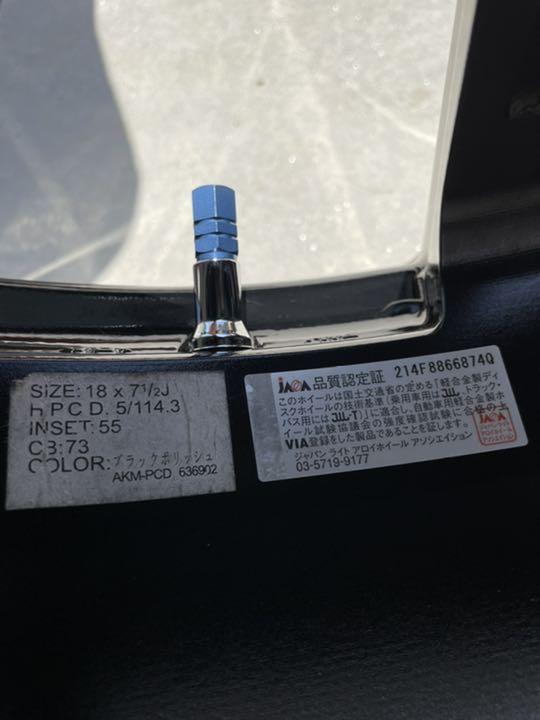 SIZE: 18 x 7 1/2J
h P C D. 5/114.3
INSET: 55
CB: 73
COLOR: ブラックポリッシュ
AKM-PCD 636902
JAWA 品質認定証 214F8866874Q
このホイールは国土交通省の定める「軽合金製ディ
スクホイールの技術基準（乗用車用はJWL トラック・
バス用にはJWL-T）」に適合し、自動車用軽合金製ホ
イール試験協議会の強度確認試験に合格の上
VIA登録をした製品であることを証します。
ジャパン ライト アロイホイール アソシエイション
03-5719-9177